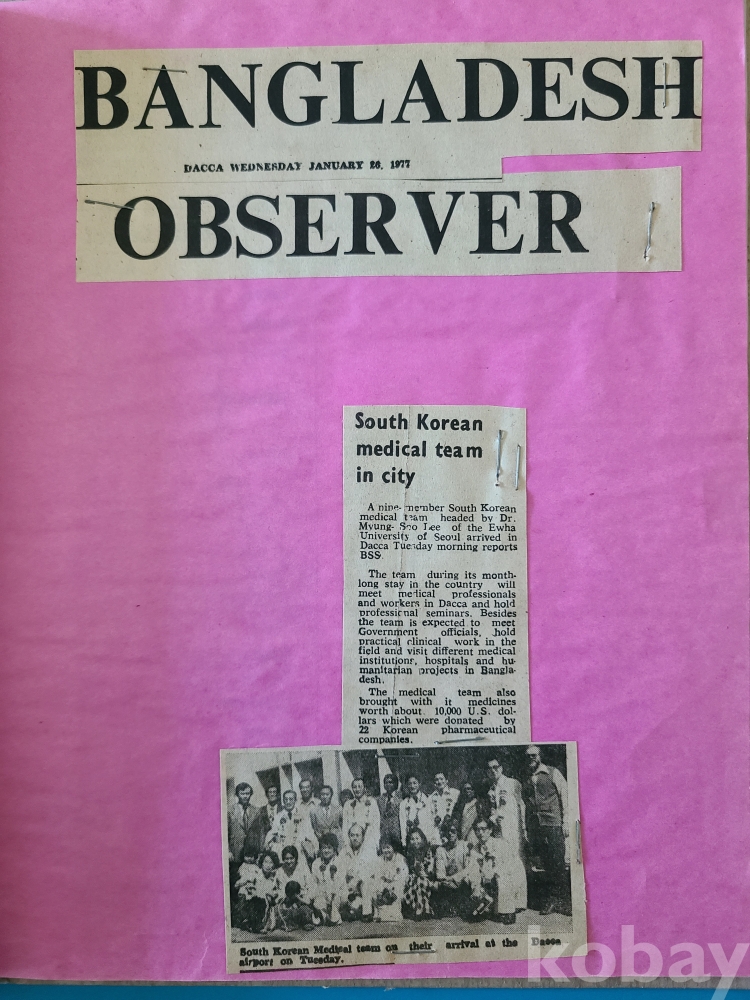 BANGLADESH
DACCA WEDNESDAY JANUARY 26, 1977
OBSERVER
South Korean
medical team
in city
A nine-member South Korean
medical team headed by Dr.
Myung- Soo Lee of the Ewha
University of Seoul arrived in
Dacca Tuesday morning reports
BSS.
The team during its month-
long stay in the country will
meet medical professionals
and workers in Dacca and hold
professional seminars. Besides
the team is expected to meet
Government officials, hold
practical clinical work in the
field and visit different medical
institutions, hospitals and hu-
manitarian projects in Bangla-
desh.
The medical team also
brought with it medicines
worth about 10,000 U.S. dol-
lars which were donated by
22 Korean pharmaceutical
companies.
South Korean Medical team on their arrival at the Dacca
airport on Tuesday.
kobay